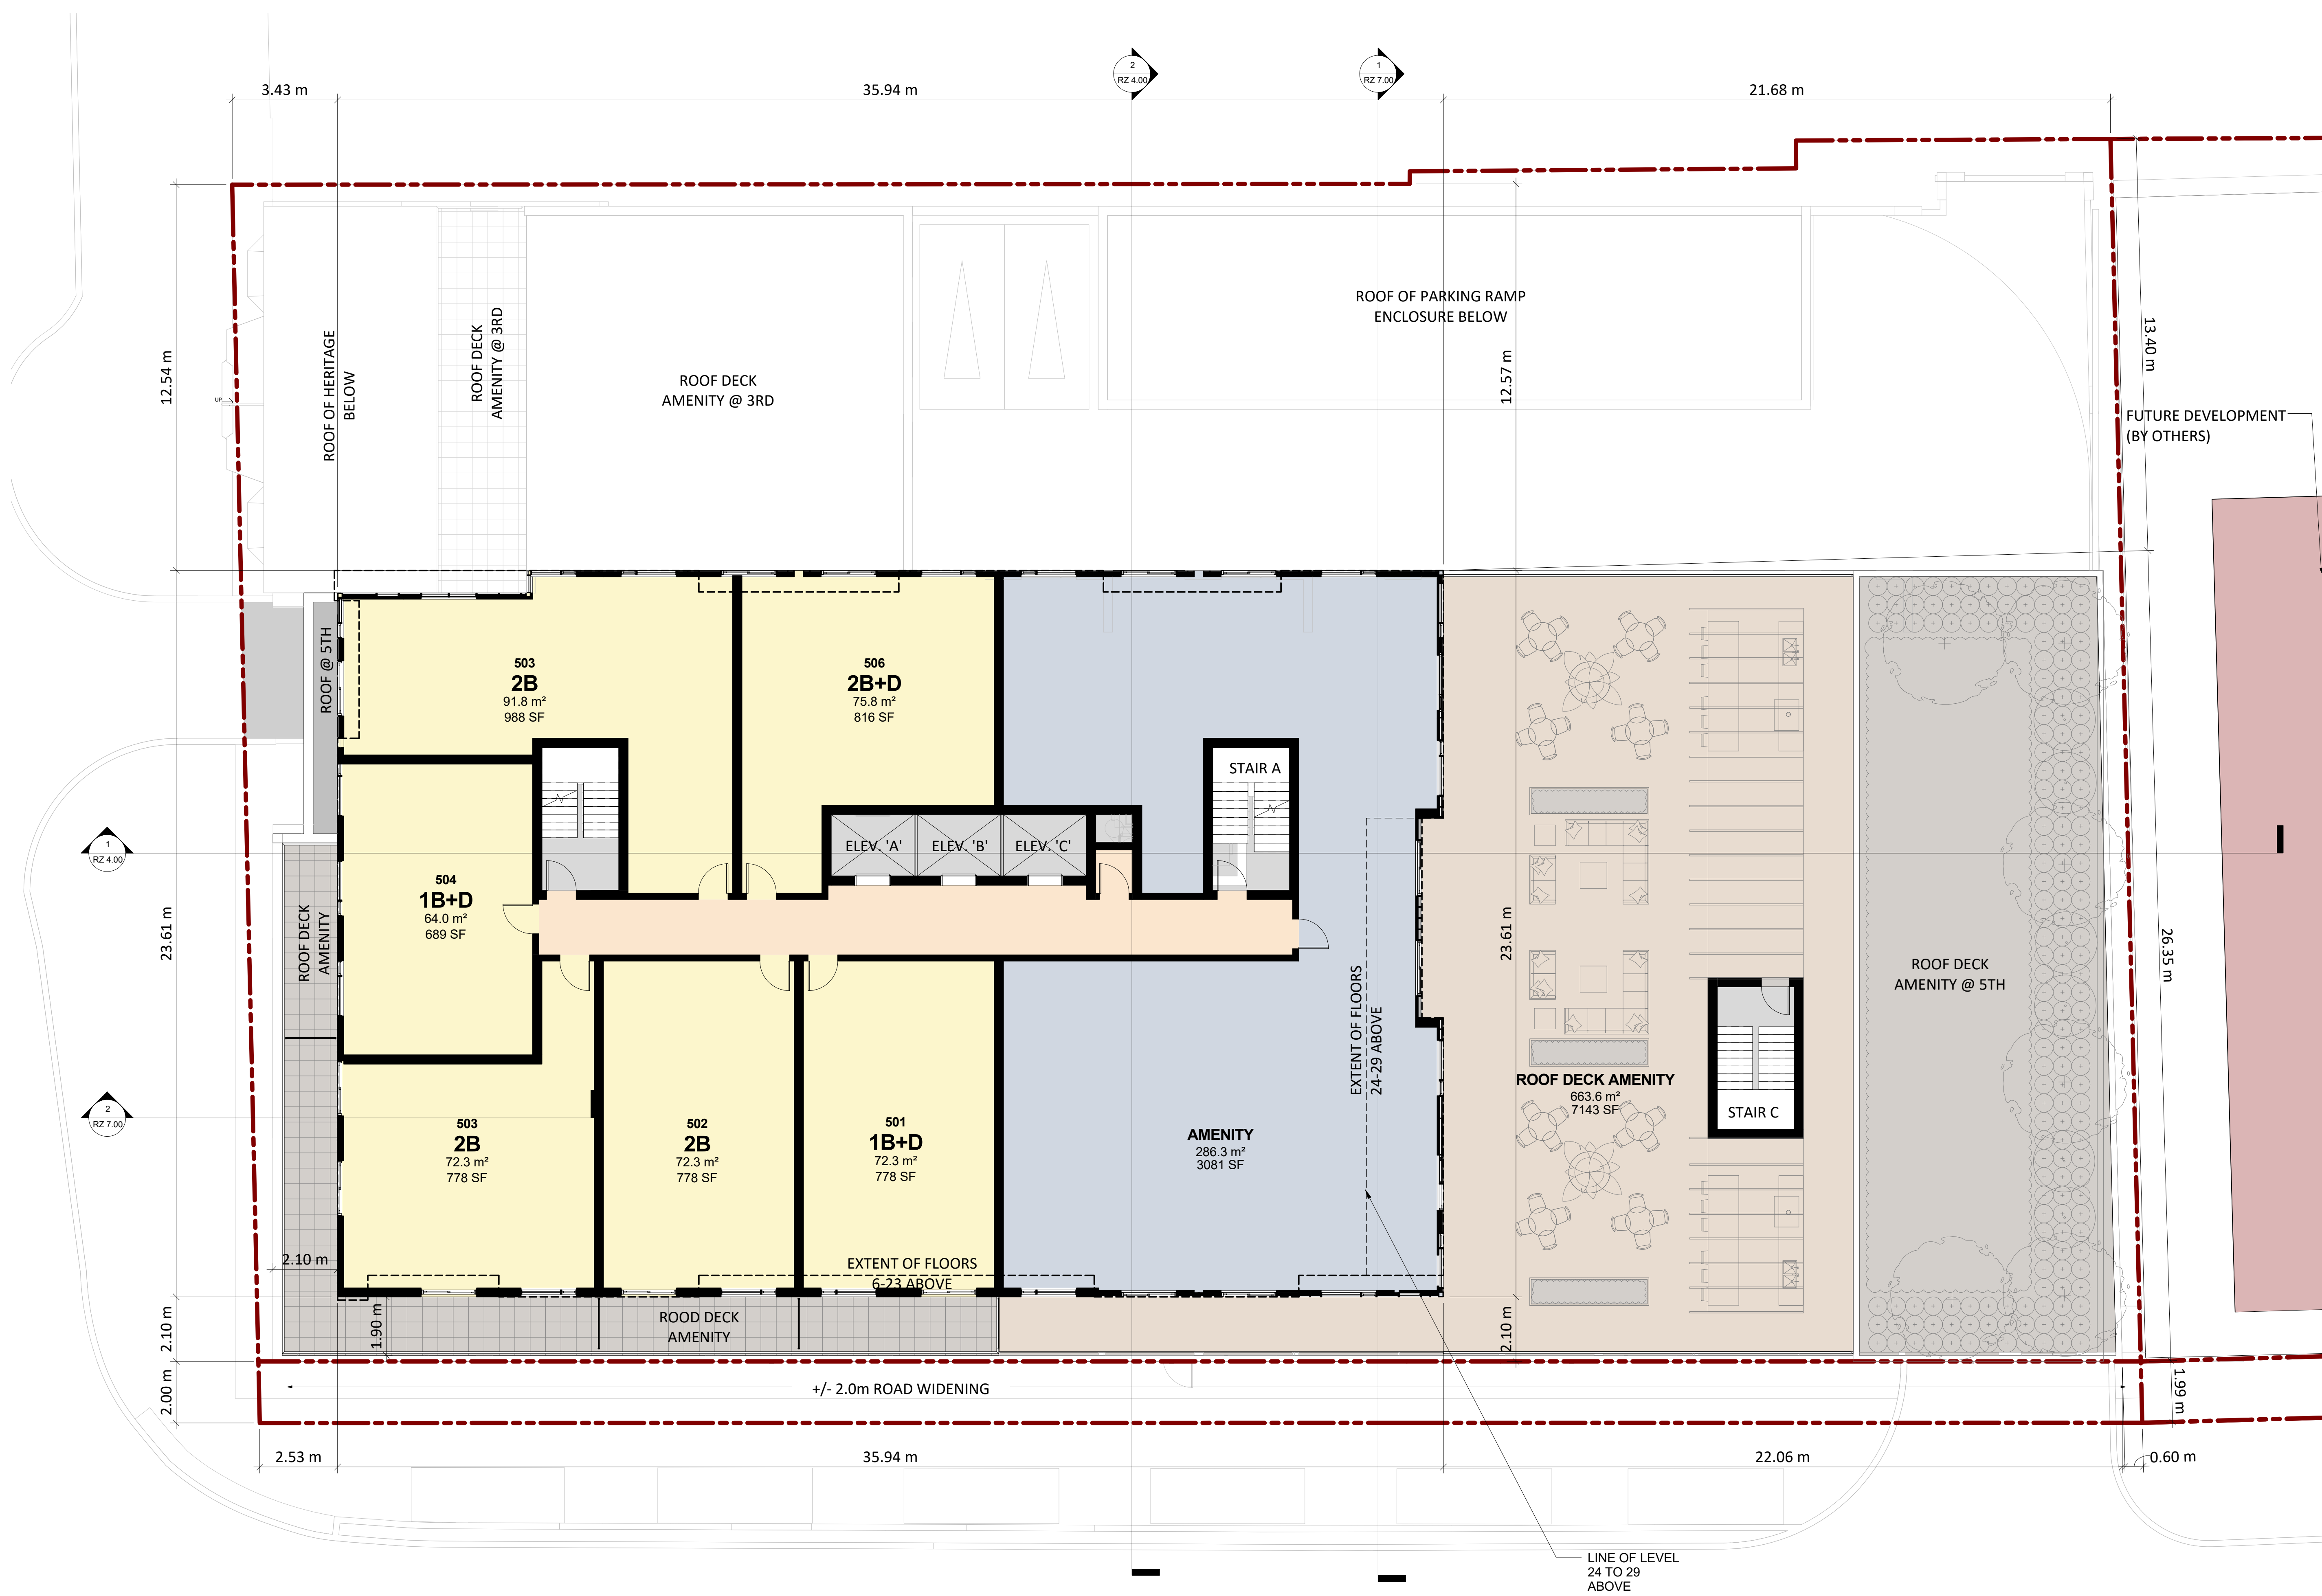 2
RZ 4.00
1
RZ 7.00
3.43 m
35.94 m
21.68 m
12.54 m
ROOF OF HERITAGE
BELOW
ROOF DECK
AMENITY @ 3RD
ROOF DECK
AMENITY @ 3RD
ROOF OF PARKING RAMP
ENCLOSURE BELOW
12.57 m
13.40 m
UP
FUTURE DEVELOPMENT
(BY OTHERS)
ROOF @ 5TH
503
2B
91.8 m²
988 SF
506
2B+D
75.8 m²
816 SF
STAIR A
ELEV. 'A'
ELEV. 'B'
ELEV. 'C'
1
RZ 4.00
504
1B+D
64.0 m²
689 SF
23.61 m
ROOF DECK
AMENITY
23.61 m
26.35 m
ROOF DECK
AMENITY @ 5TH
EXTENT OF FLOORS
24-29 ABOVE
ROOF DECK AMENITY
663.6 m²
7143 SF
STAIR C
2
RZ 7.00
503
2B
72.3 m²
778 SF
502
2B
72.3 m²
778 SF
501
1B+D
72.3 m²
778 SF
AMENITY
286.3 m²
3081 SF
2.10 m
EXTENT OF FLOORS
6-23 ABOVE
2.10 m
1.90 m
ROOD DECK
AMENITY
2.10 m
2.00 m
+/- 2.0m ROAD WIDENING
1.99 m
2.53 m
35.94 m
22.06 m
0.60 m
LINE OF LEVEL
24 TO 29
ABOVE